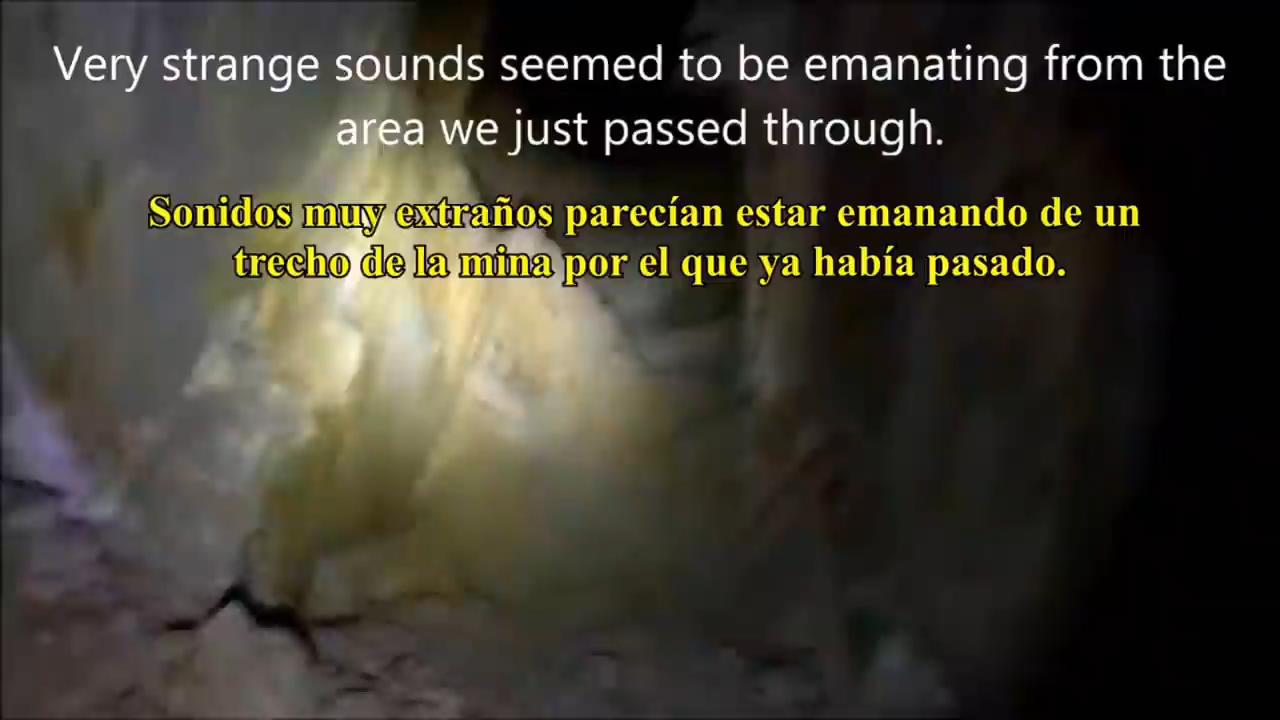 Very strange sounds seemed to be emanating from the
area we just passed through.
Sonidos muy extraños parecían estar emanando de un
trecho de la mina por el que ya había pasado.